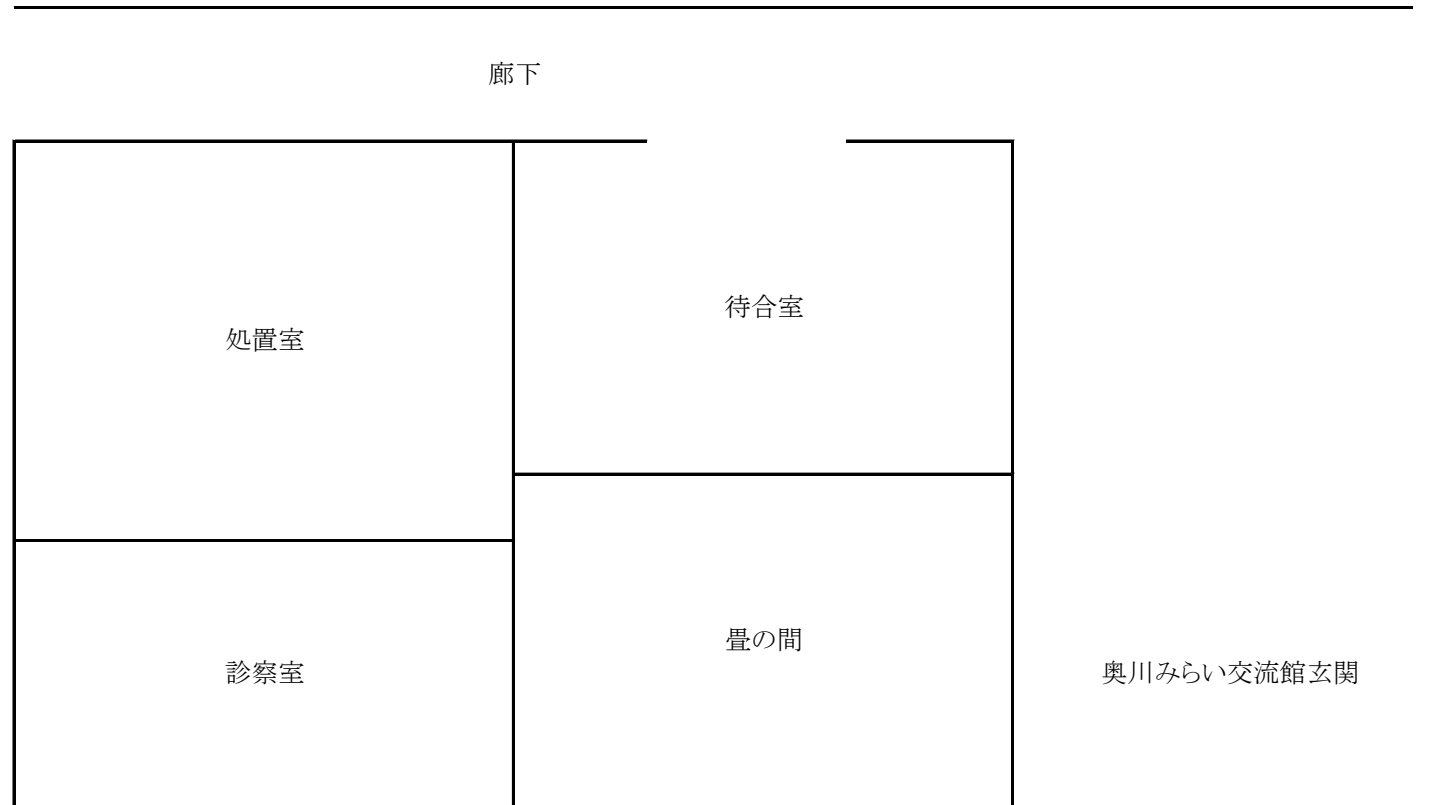 廊下
待合室
処置室
畳の間
診察室
奥川みらい交流館玄関